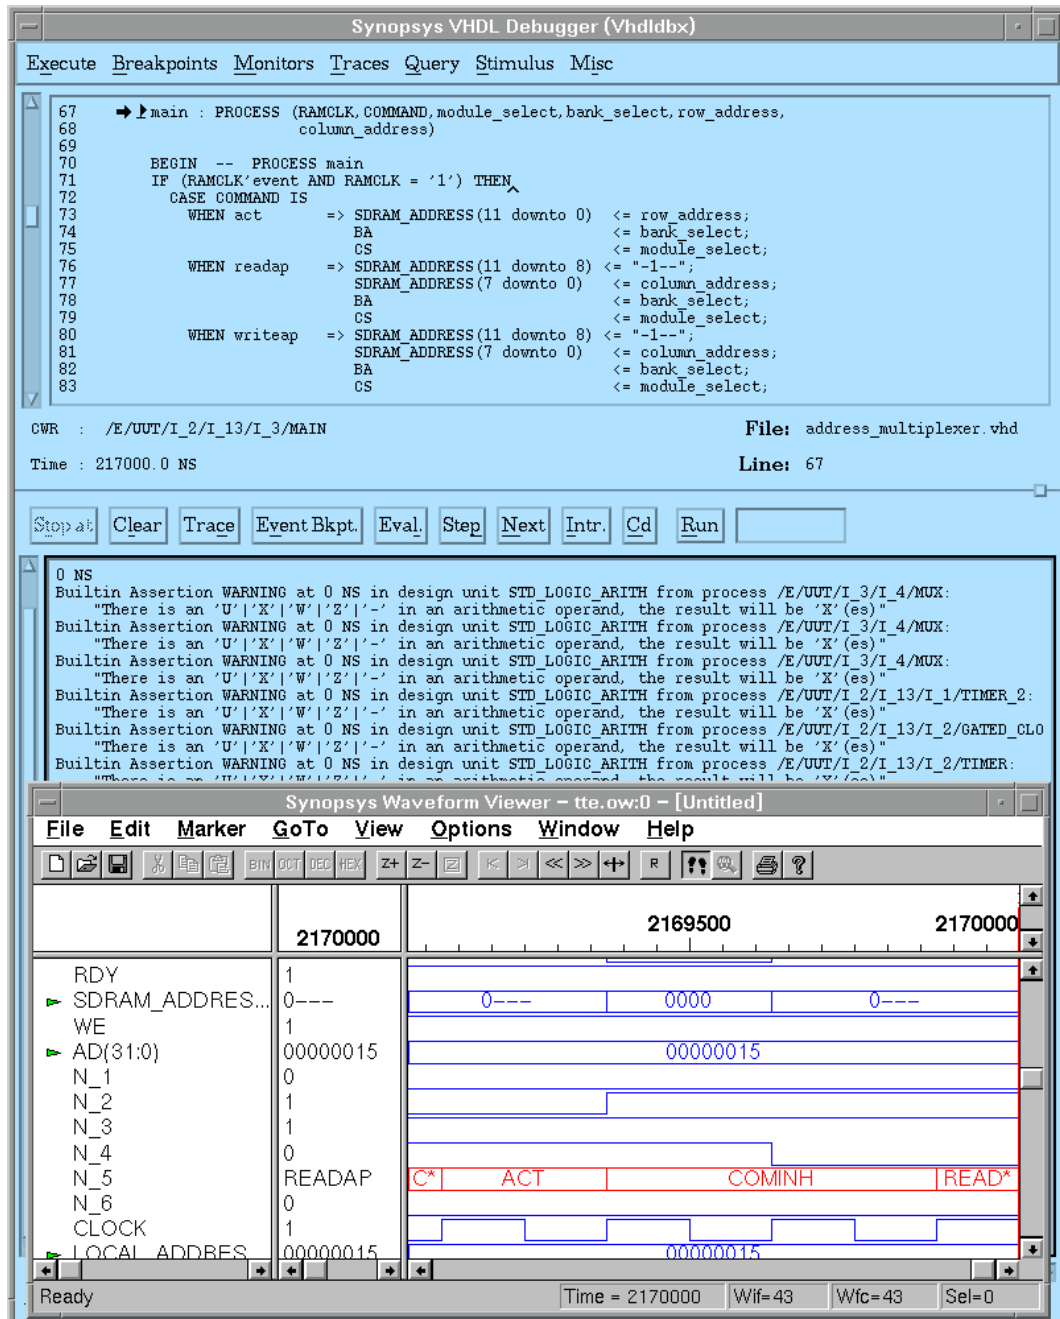 Synopsys VHDL Debugger (Vhdldbx)
Execute Breakpoints Monitors Traces Query Stimulus Misc
67 main : PROCESS (RAMCLK, COMMAND, module_select, bank_select, row_address,
68 column_address)
69
70 BEGIN -- PROCESS main
71 IF (RAMCLK'event AND RAMCLK = '1') THEN
72 CASE COMMAND IS
73 WHEN act => SDRAM_ADDRESS(11 downto 0) <= row_address;
74 BA <= bank_select;
75 CS <= module_select;
76 WHEN readap => SDRAM_ADDRESS(11 downto 8) <= "-1--";
77 SDRAM_ADDRESS(7 downto 0) <= column_address;
78 BA <= bank_select;
79 CS <= module_select;
80 WHEN writeap => SDRAM_ADDRESS(11 downto 8) <= "-1--";
81 SDRAM_ADDRESS(7 downto 0) <= column_address;
82 BA <= bank_select;
83 CS <= module_select;
CWR : /E/UUT/I_2/I_13/I_3/MAIN File: address_multiplexer.vhd
Time : 217000.0 NS Line: 67
Stop at Clear Trace Event Bkpt. Eval. Step Next Intr. Cd Run
0 NS
Builtin Assertion WARNING at 0 NS in design unit STD_LOGIC_ARITH from process /E/UUT/I_3/I_4/MUX:
"There is an 'U'|'X'|'W'|'Z'|'-' in an arithmetic operand, the result will be 'X'(es)"
Builtin Assertion WARNING at 0 NS in design unit STD_LOGIC_ARITH from process /E/UUT/I_3/I_4/MUX:
"There is an 'U'|'X'|'W'|'Z'|'-' in an arithmetic operand, the result will be 'X'(es)"
Builtin Assertion WARNING at 0 NS in design unit STD_LOGIC_ARITH from process /E/UUT/I_3/I_4/MUX:
"There is an 'U'|'X'|'W'|'Z'|'-' in an arithmetic operand, the result will be 'X'(es)"
Builtin Assertion WARNING at 0 NS in design unit STD_LOGIC_ARITH from process /E/UUT/I_2/I_13/I_1/TIMER_2:
"There is an 'U'|'X'|'W'|'Z'|'-' in an arithmetic operand, the result will be 'X'(es)"
Builtin Assertion WARNING at 0 NS in design unit STD_LOGIC_ARITH from process /E/UUT/I_2/I_13/I_2/GATED_CLO
"There is an 'U'|'X'|'W'|'Z'|'-' in an arithmetic operand, the result will be 'X'(es)"
Builtin Assertion WARNING at 0 NS in design unit STD_LOGIC_ARITH from process /E/UUT/I_2/I_13/I_2/TIMER:
"There is an 'U'|'X'|'W'|'Z'|'-' in an arithmetic operand, the result will be 'X'(es)"
Synopsys Waveform Viewer – tte.ow:0 – [Untitled]
File Edit Marker GoTo View Options Window Help
BIN OCT DEC HEX Z+ Z- Z R
2170000 2169500 2170000
RDY 1
SDRAM_ADDRES... 0--- 0--- 0000 0---
WE 1
AD(31:0) 00000015 00000015
N_1 0
N_2 1
N_3 1
N_4 0
N_5 READAP C* ACT COMINH READ*
N_6 0
CLOCK 1
LOCAL_ADDRES 00000015 00000015
Ready Time = 2170000 Wif=43 Wfc=43 Sel=0